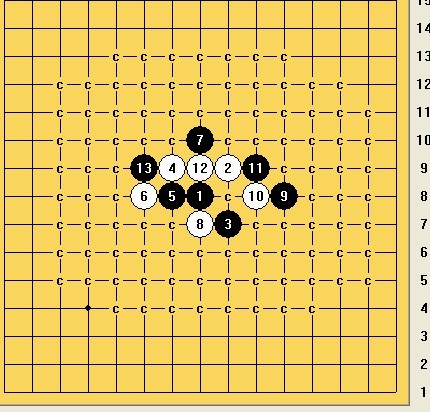 15
14
c c c c c c c 13
c c c c c c c c c c c 12
c c c c c c c c c c c c 11
c c c c c 7 c c c c c c 10
c c c 13 4 12 2 11 c c c c 9
c c c 6 5 1 c 10 9 c c c 8
c c c c c 8 3 c c c c c 7
c c c c c c c c c c c c 6
c c c c c c c c c c c c 5
c c c c c c c c 4
3
2
1